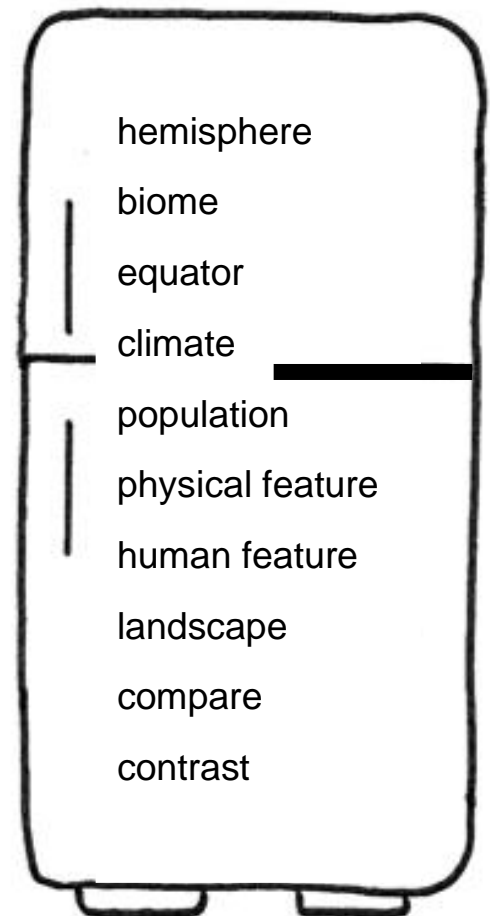 hemisphere
biome
equator
climate
population
physical feature
human feature
landscape
compare
contrast